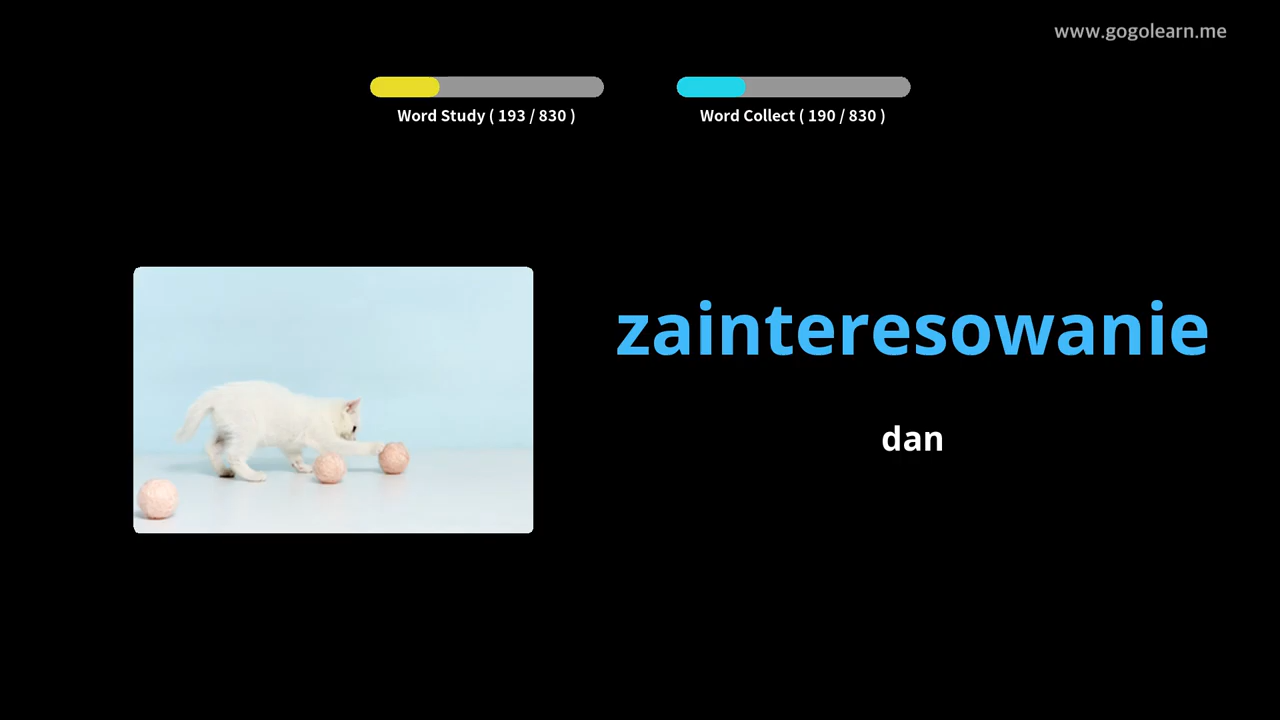 www.gogolearn.me
Word Study ( 193 / 830 )
Word Collect ( 190 / 830 )
zainteresowanie
dan